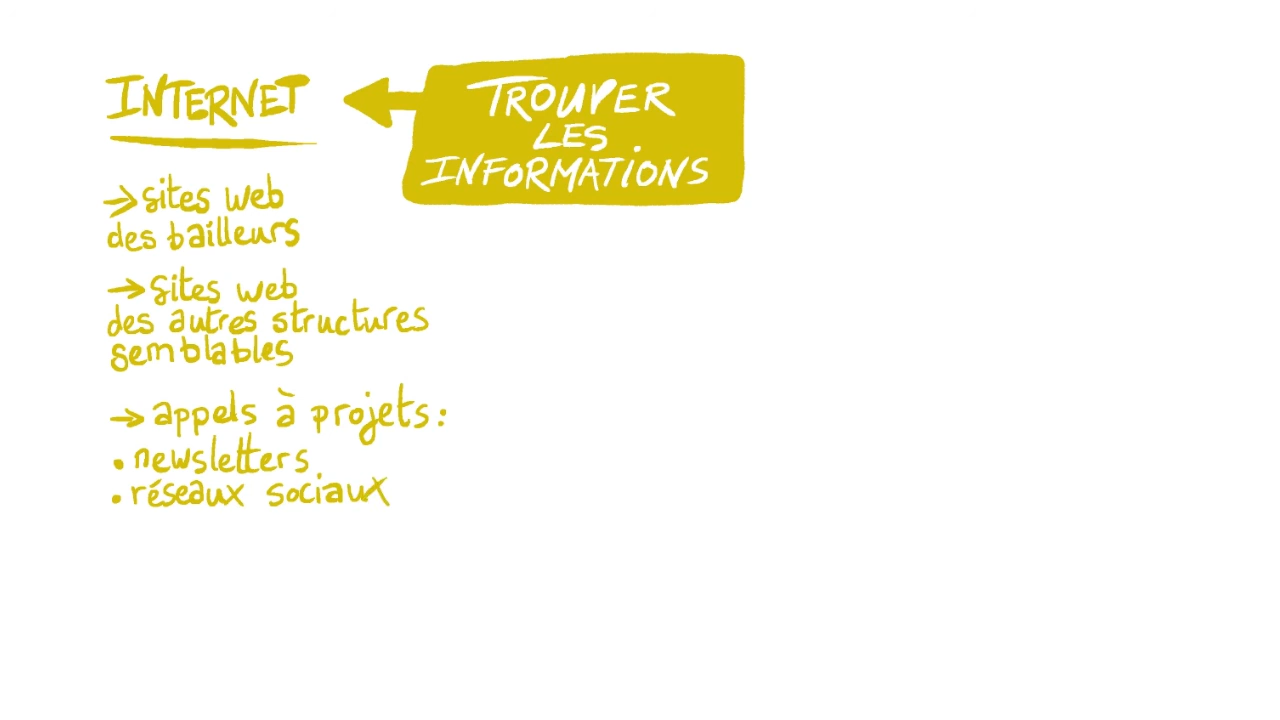 TROUVER
LES
INFORMATIONS
INTERNET
→ sites web
des bailleurs
→ sites web
des autres structures
semblables
→ appels à projets :
• newsletters
• réseaux sociaux